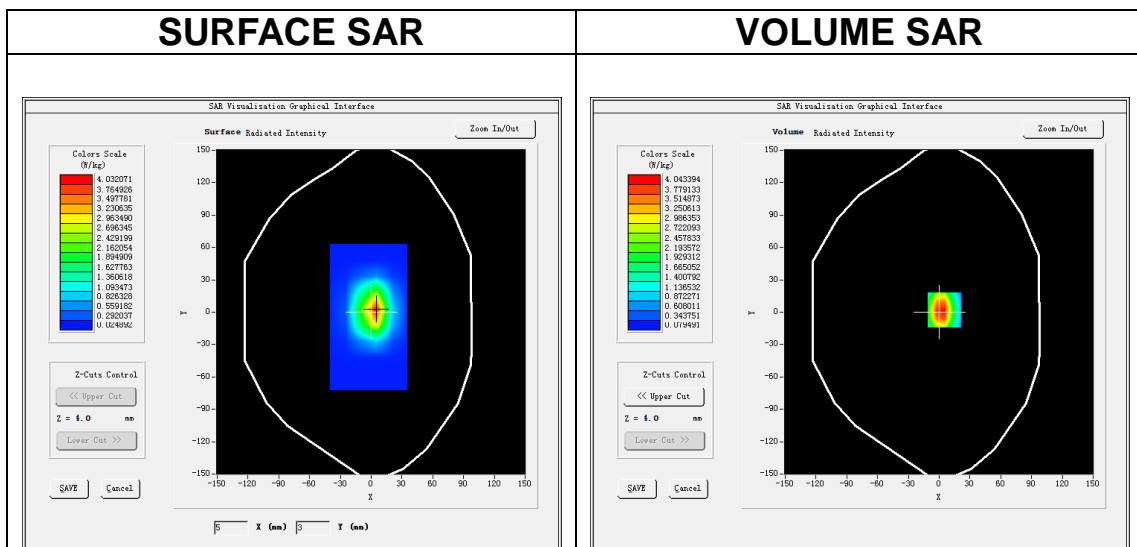 SURFACE SAR
VOLUME SAR
SAR Visualisation Graphical Interface
Surface Radiated Intensity
Zoom In/Out
Colors Scale
(W/kg)
4.032071
3.764926
3.497781
3.230635
2.963490
2.696345
2.429199
2.162054
1.894909
1.627763
1.360618
1.093473
0.826328
0.559182
0.292037
0.024892
150
120
90
60
30
0
-30
-60
-90
-120
-150
Y
-150 -120 -90 -60 -30 0 30 60 90 120 150
X
Z-Cuts Control
<< Upper Cut
Z = 4.0 mm
Lower Cut >>
SAVE Cancel
5 X (mm) 3 Y (mm)
SAR Visualisation Graphical Interface
Volume Radiated Intensity
Zoom In/Out
Colors Scale
(W/kg)
4.043394
3.779133
3.514873
3.250613
2.986353
2.722093
2.457833
2.193572
1.929312
1.665052
1.400792
1.136532
0.872271
0.608011
0.343751
0.079491
150
120
90
60
30
0
-30
-60
-90
-120
-150
Y
-150 -120 -90 -60 -30 0 30 60 90 120 150
X
Z-Cuts Control
<< Upper Cut
Z = 4.0 mm
Lower Cut >>
SAVE Cancel